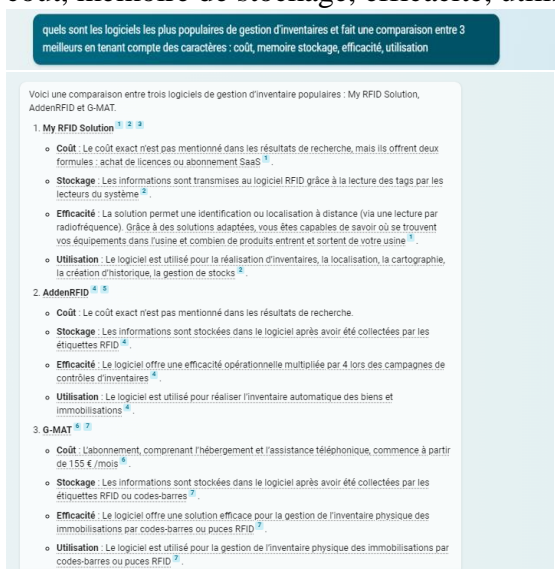 coût, mémoire de stockage, efficacité, util
quels sont les logiciels les plus populaires de gestion d'inventaires et fait une comparaison entre 3
meilleurs en tenant compte des caractères : coût, memoire stockage, efficacité, utilisation
Voici une comparaison entre trois logiciels de gestion d'inventaire populaires : My RFID Solution,
AddenRFID et G-MAT.
1. My RFID Solution 1 2 3
Coût : Le coût exact n'est pas mentionné dans les résultats de recherche, mais ils offrent deux
formules : achat de licences ou abonnement SaaS 1 .
Stockage : Les informations sont transmises au logiciel RFID grâce à la lecture des tags par les
lecteurs du système 2 .
Efficacité : La solution permet une identification ou localisation à distance (via une lecture par
radiofréquence). Grâce à des solutions adaptées, vous êtes capables de savoir où se trouvent
vos équipements dans l'usine et combien de produits entrent et sortent de votre usine 1 .
Utilisation : Le logiciel est utilisé pour la réalisation d'inventaires, la localisation, la cartographie,
la création d'historique, la gestion de stocks 2 .
2. AddenRFID 4 5
Coût : Le coût exact n'est pas mentionné dans les résultats de recherche.
Stockage : Les informations sont stockées dans le logiciel après avoir été collectées par les
étiquettes RFID 4 .
Efficacité : Le logiciel offre une efficacité opérationnelle multipliée par 4 lors des campagnes de
contrôles d'inventaires 4 .
Utilisation : Le logiciel est utilisé pour réaliser l'inventaire automatique des biens et
immobilisations 4 .
3. G-MAT 6 7
Coût : L'abonnement, comprenant l'hébergement et l'assistance téléphonique, commence à partir
de 155 € /mois 6 .
Stockage : Les informations sont stockées dans le logiciel après avoir été collectées par les
étiquettes RFID ou codes-barres 7 .
Efficacité : Le logiciel offre une solution efficace pour la gestion de l'inventaire physique des
immobilisations par codes-barres ou puces RFID 7 .
Utilisation : Le logiciel est utilisé pour la gestion de l'inventaire physique des immobilisations par
codes-barres ou puces RFID 7 .